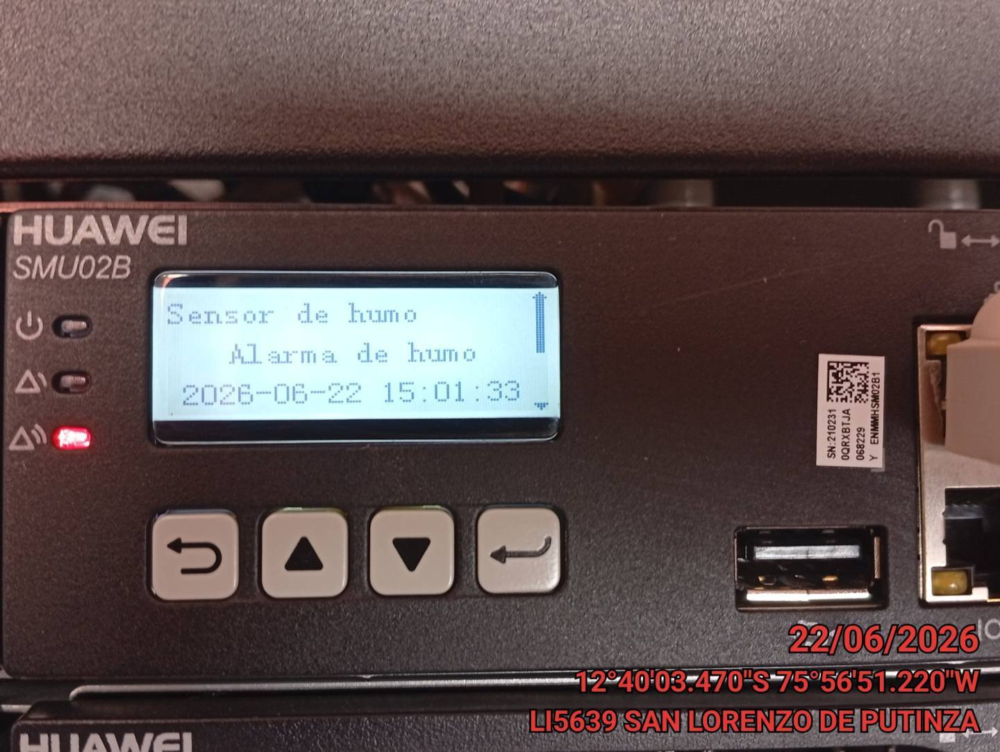 HUAWEI
SMU02B
Sensor de humo
Alarma de humo
2026-06-22 15:01:33
SN:210231
0QRXBTJA
068229
Y ENMMHSM02B1
22/06/2026
12°40'03.470"S 75°56'51.220"W
LI5639 SAN LORENZO DE PUTINZA
HUAWEI